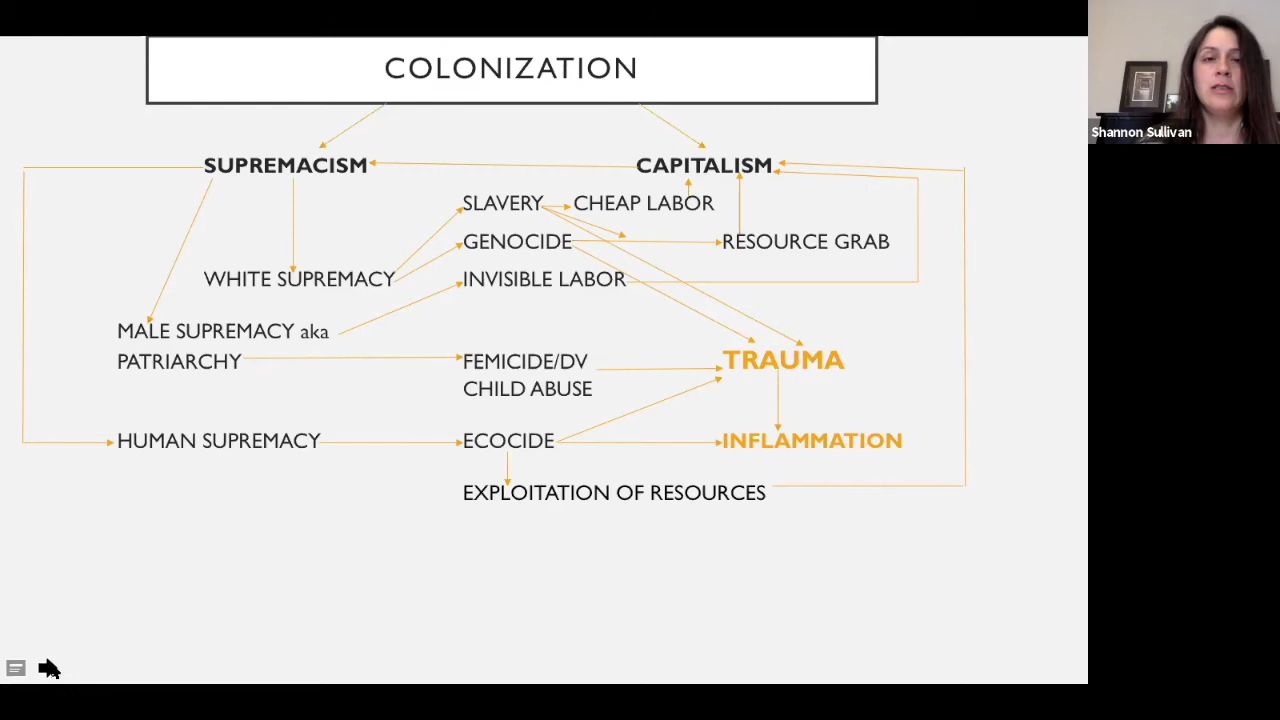 COLONIZATION
Shannon Sullivan
SUPREMACISM
CAPITALISM
SLAVERY
CHEAP LABOR
GENOCIDE
RESOURCE GRAB
WHITE SUPREMACY
INVISIBLE LABOR
MALE SUPREMACY aka
PATRIARCHY
FEMICIDE/DV
CHILD ABUSE
TRAUMA
HUMAN SUPREMACY
ECOCIDE
INFLAMMATION
EXPLOITATION OF RESOURCES